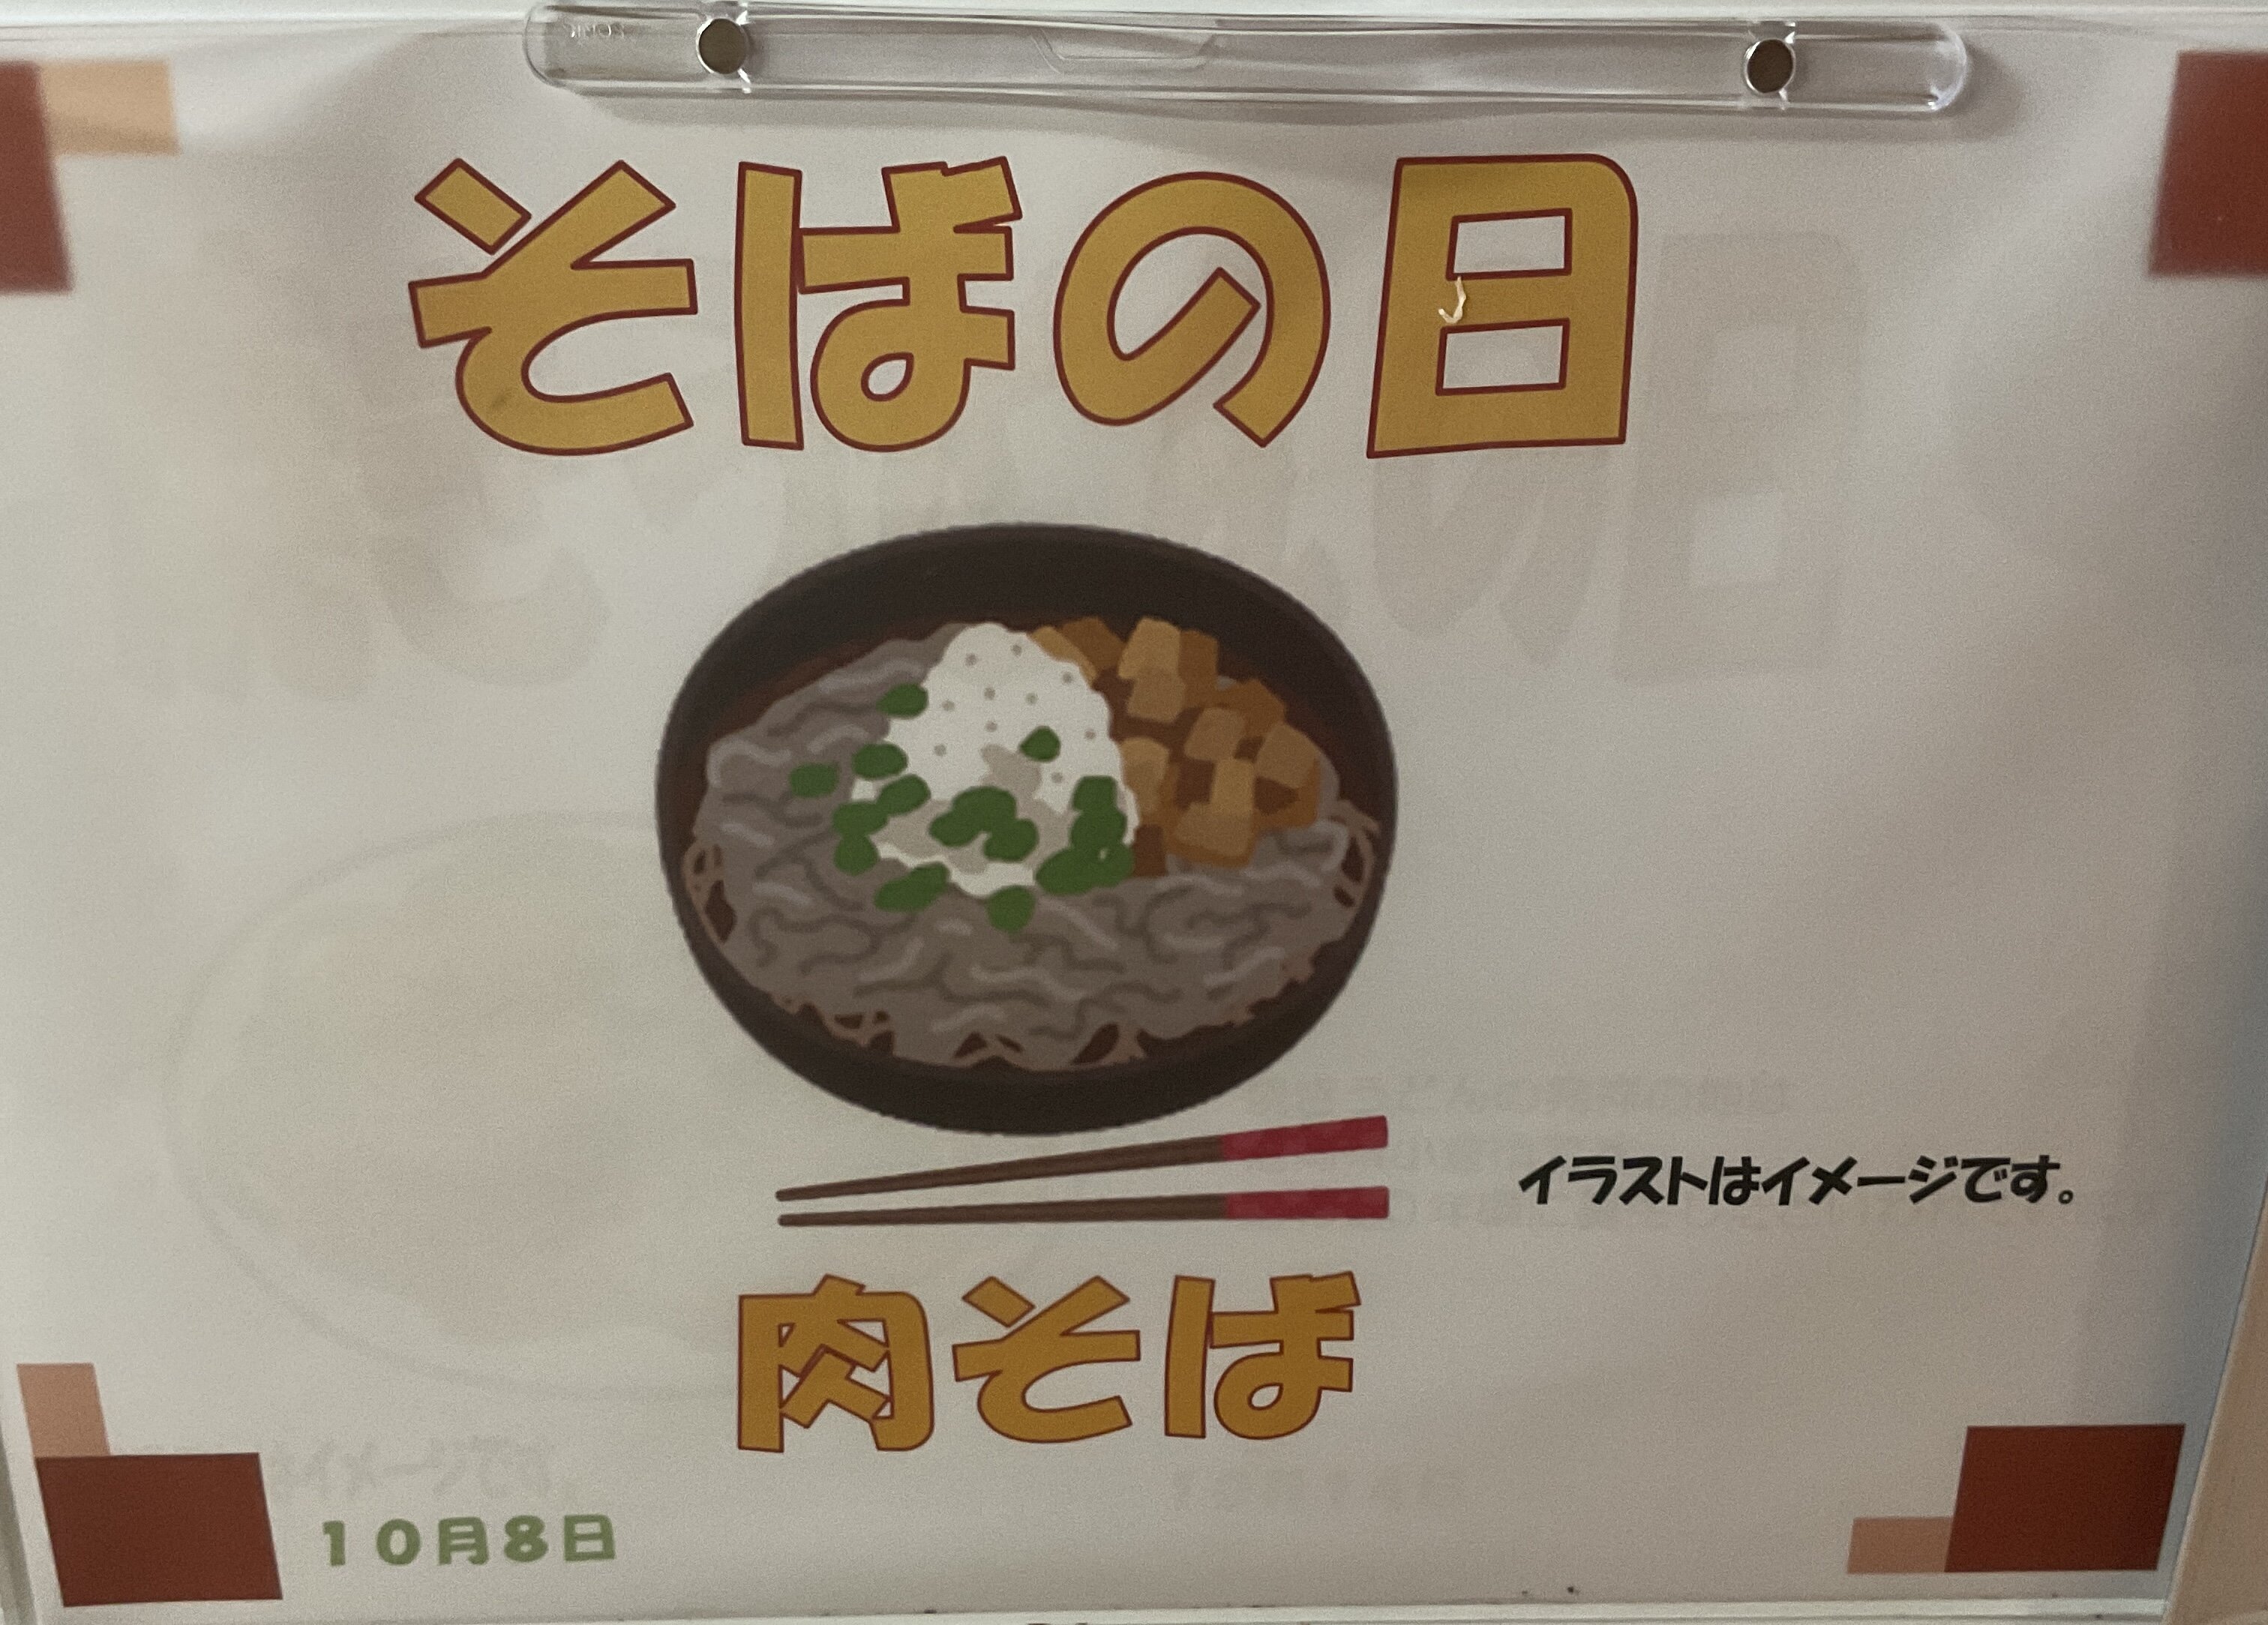 そばの日
イラストはイメージです。
肉そば
10月8日